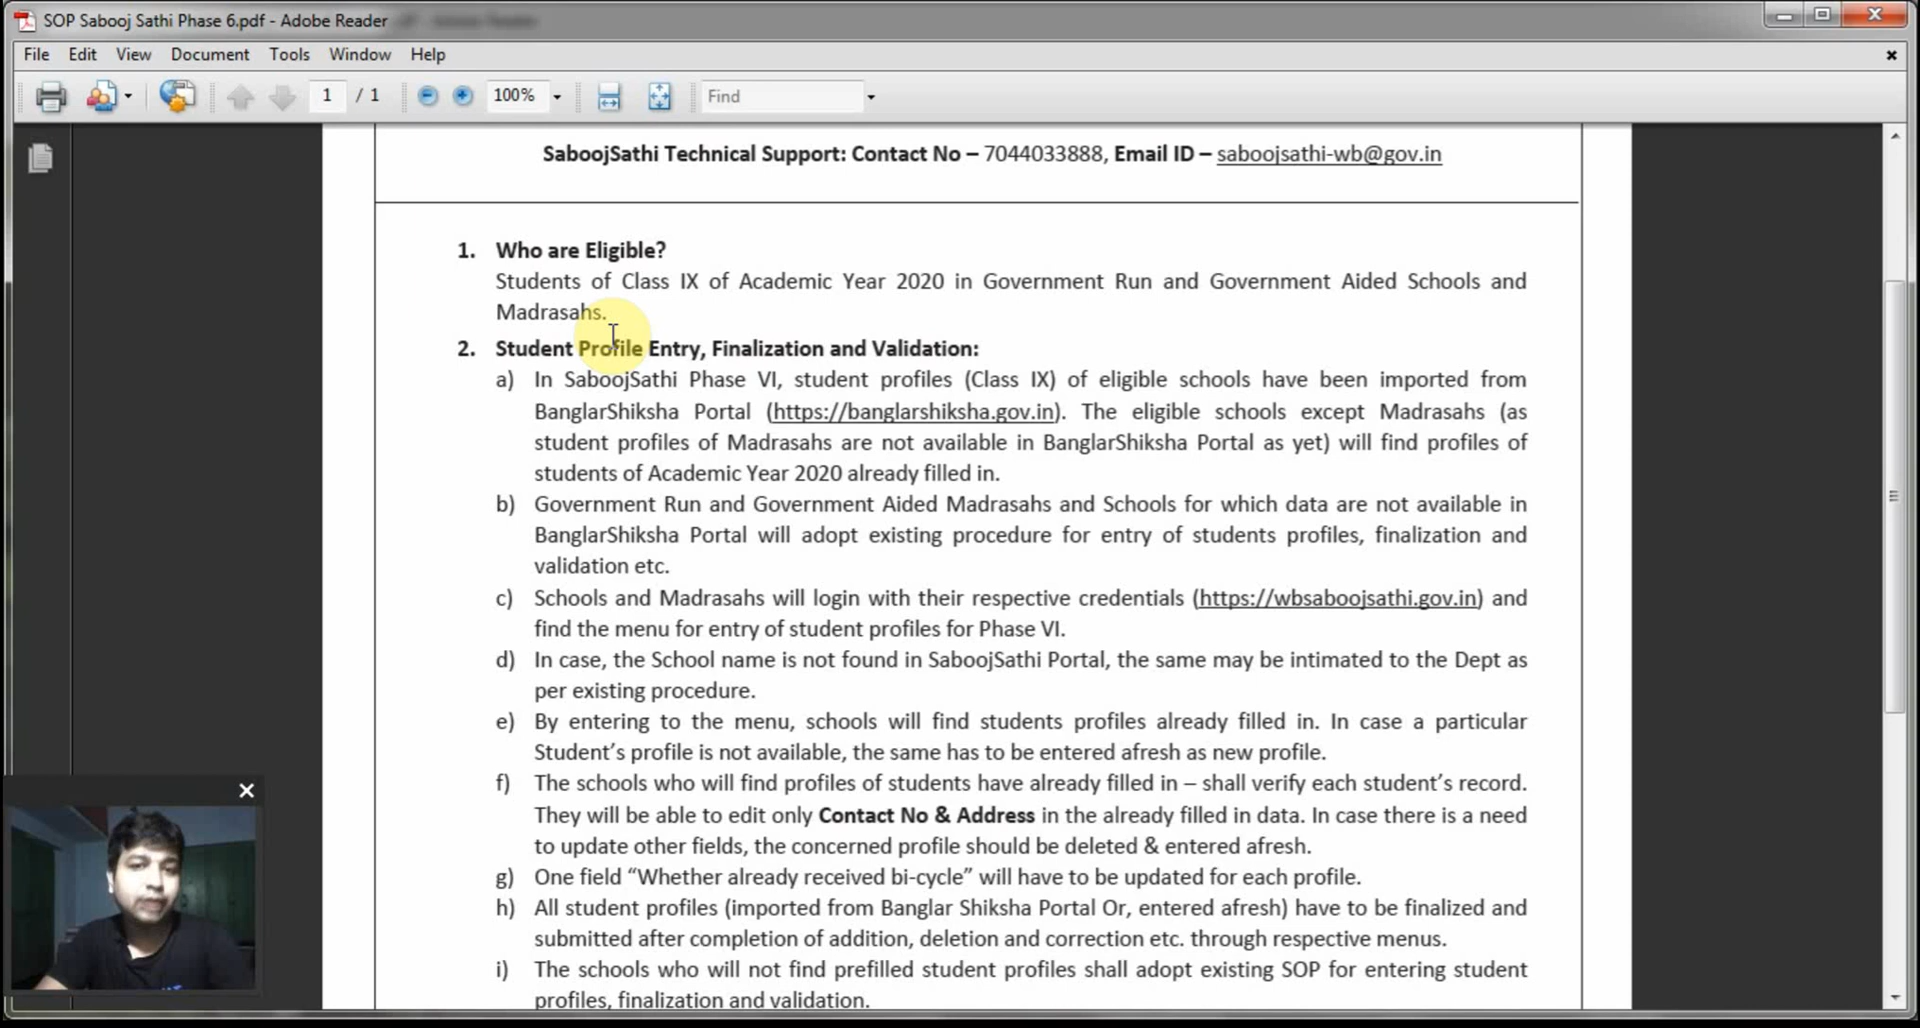 SOP Sabooj Sathi Phase 6.pdf - Adobe Reader
File Edit View Document Tools Window Help
1 / 1 100% Find
SaboojSathi Technical Support: Contact No – 7044033888, Email ID – saboojsathi-wb@gov.in
1. Who are Eligible?
Students of Class IX of Academic Year 2020 in Government Run and Government Aided Schools and
Madrasahs.
2. Student Profile Entry, Finalization and Validation:
a) In SaboojSathi Phase VI, student profiles (Class IX) of eligible schools have been imported from
BanglarShiksha Portal (https://banglarshiksha.gov.in). The eligible schools except Madrasahs (as
student profiles of Madrasahs are not available in BanglarShiksha Portal as yet) will find profiles of
students of Academic Year 2020 already filled in.
b) Government Run and Government Aided Madrasahs and Schools for which data are not available in
BanglarShiksha Portal will adopt existing procedure for entry of students profiles, finalization and
validation etc.
c) Schools and Madrasahs will login with their respective credentials (https://wbsaboojsathi.gov.in) and
find the menu for entry of student profiles for Phase VI.
d) In case, the School name is not found in SaboojSathi Portal, the same may be intimated to the Dept as
per existing procedure.
e) By entering to the menu, schools will find students profiles already filled in. In case a particular
Student’s profile is not available, the same has to be entered afresh as new profile.
f) The schools who will find profiles of students have already filled in – shall verify each student’s record.
They will be able to edit only Contact No & Address in the already filled in data. In case there is a need
to update other fields, the concerned profile should be deleted & entered afresh.
g) One field “Whether already received bi-cycle” will have to be updated for each profile.
h) All student profiles (imported from Banglar Shiksha Portal Or, entered afresh) have to be finalized and
submitted after completion of addition, deletion and correction etc. through respective menus.
i) The schools who will not find prefilled student profiles shall adopt existing SOP for entering student
profiles, finalization and validation.